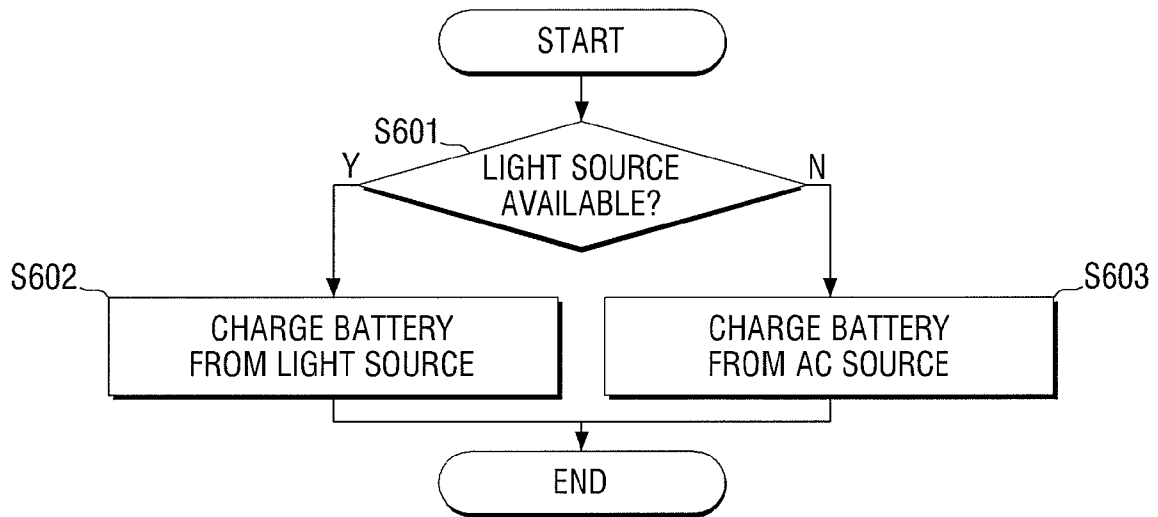 START
S601
Y
LIGHT SOURCE
AVAILABLE?
N
S602
CHARGE BATTERY
FROM LIGHT SOURCE
S603
CHARGE BATTERY
FROM AC SOURCE
END